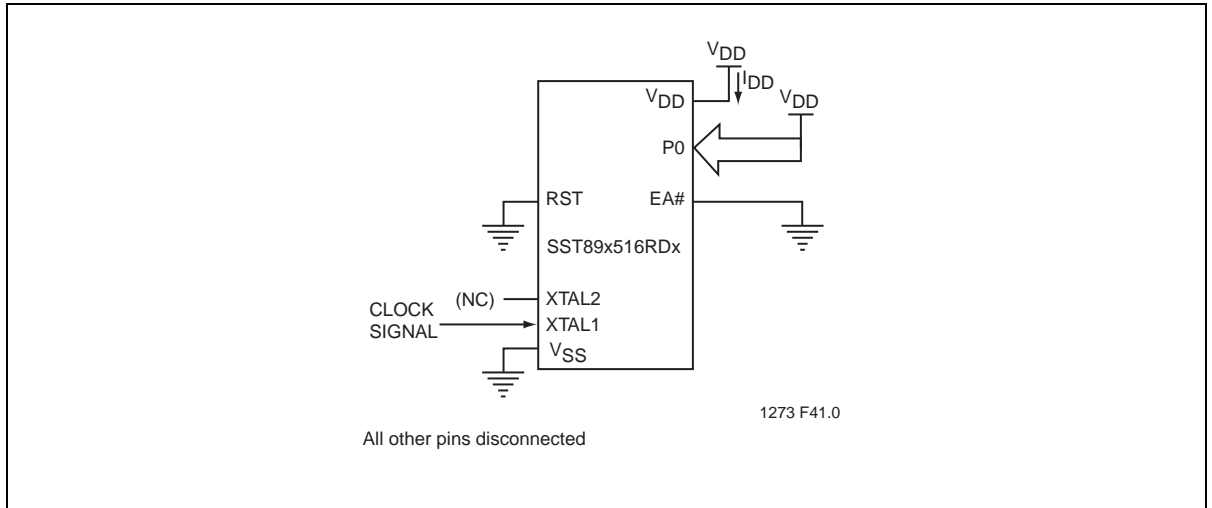 VDD
IDD
VDD
VDD
P0
RST
EA#
SST89x516RDx
(NC)
XTAL2
CLOCK
SIGNAL
XTAL1
VSS
1273 F41.0
All other pins disconnected